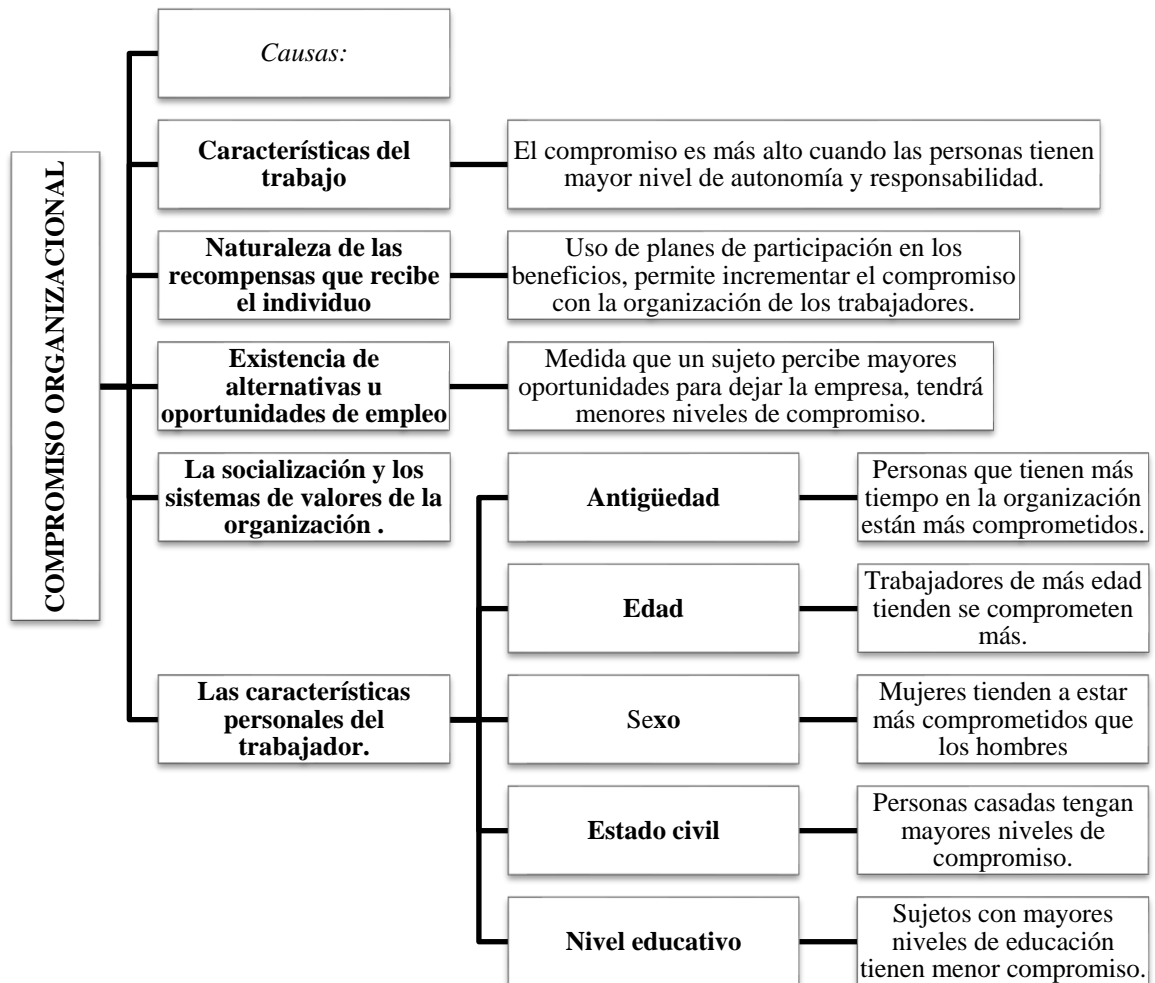 COMPROMISO ORGANIZACIONAL
Causas:
Características del
trabajo
El compromiso es más alto cuando las personas tienen
mayor nivel de autonomía y responsabilidad.
Naturaleza de las
recompensas que recibe
el individuo
Uso de planes de participación en los
beneficios, permite incrementar el compromiso
con la organización de los trabajadores.
Existencia de
alternativas u
oportunidades de empleo
Medida que un sujeto percibe mayores
oportunidades para dejar la empresa, tendrá
menores niveles de compromiso.
La socialización y los
sistemas de valores de la
organización .
Las características
personales del
trabajador.
Antigüedad
Personas que tienen más
tiempo en la organización
están más comprometidos.
Edad
Trabajadores de más edad
tienden se comprometen
más.
Sexo
Mujeres tienden a estar
más comprometidos que
los hombres
Estado civil
Personas casadas tengan
mayores niveles de
compromiso.
Nivel educativo
Sujetos con mayores
niveles de educación
tienen menor compromiso.